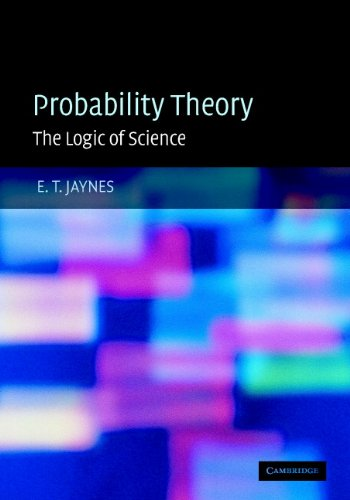 Probability Theory
The Logic of Science
E. T. JAYNES
CAMBRIDGE